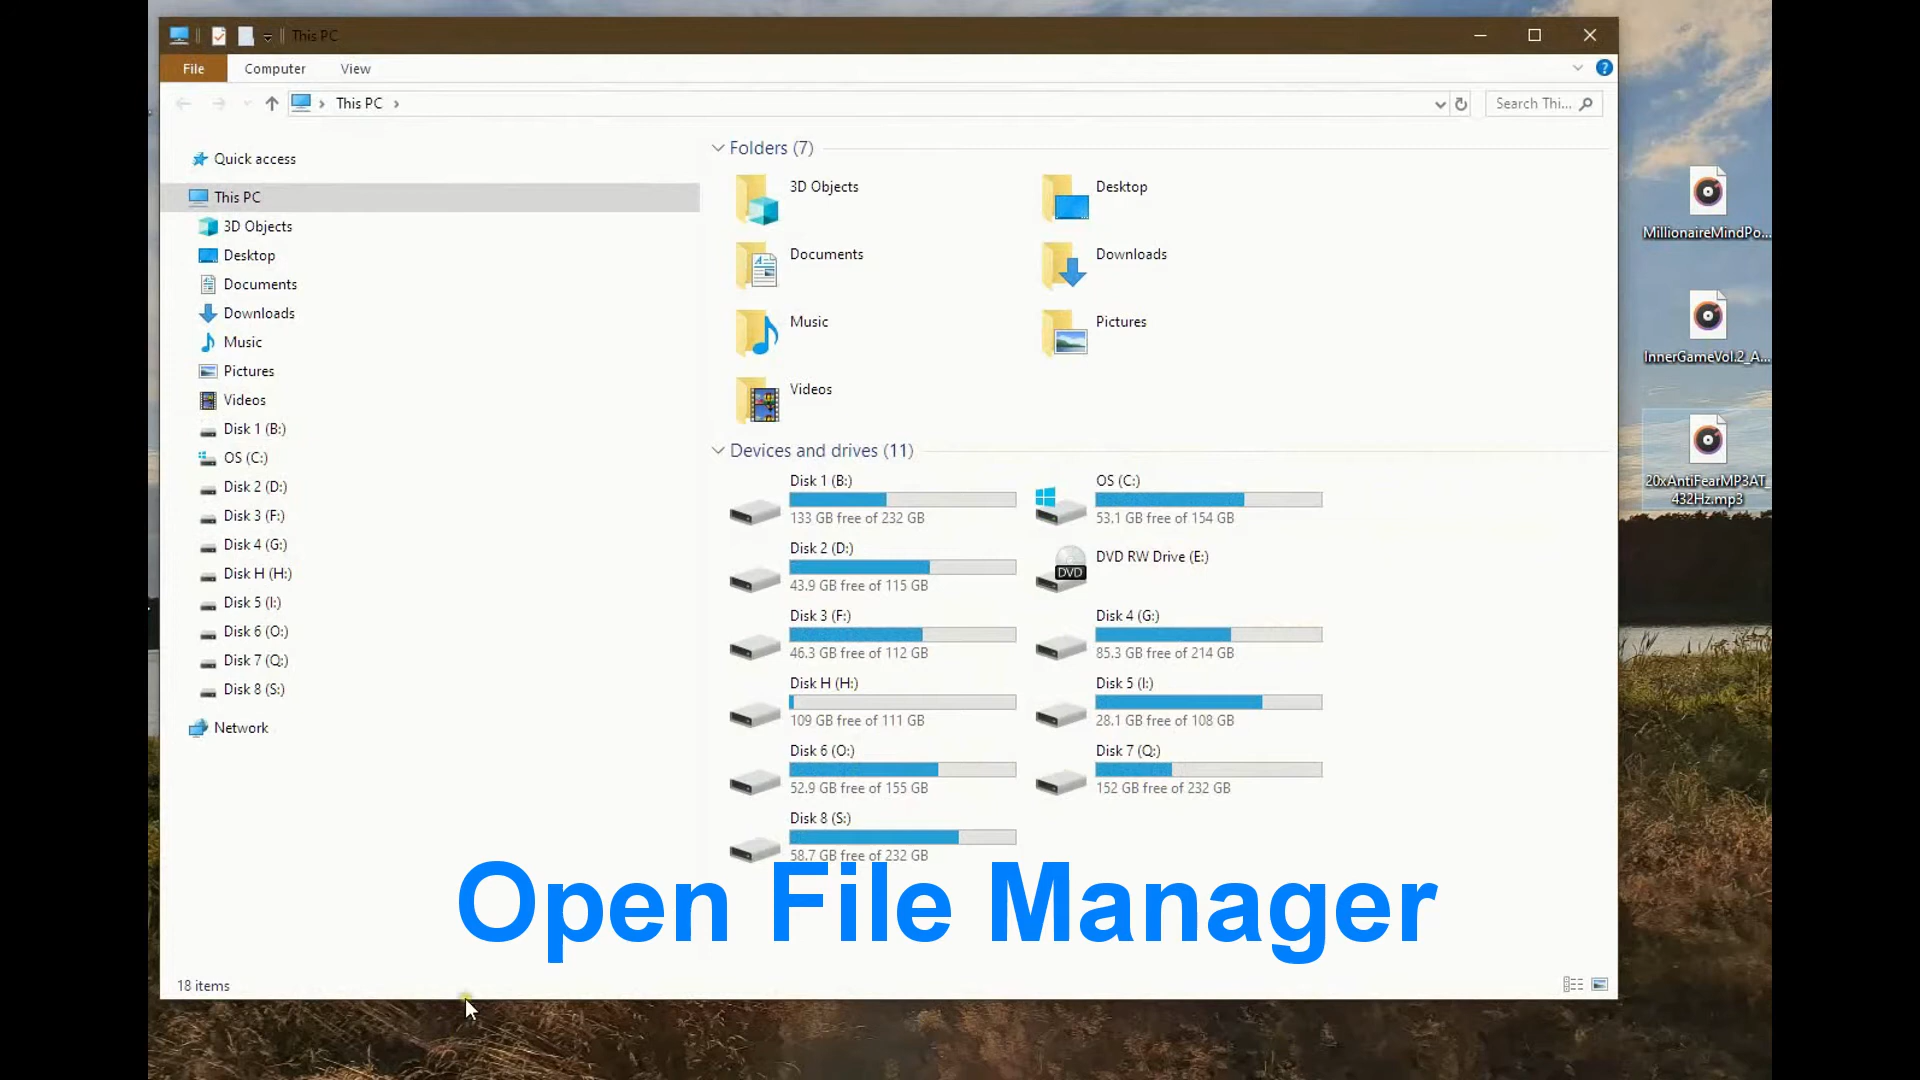 This PC
File
Computer
View
This PC
Search Thi...
Quick access
This PC
3D Objects
Desktop
Documents
Downloads
Music
Pictures
Videos
Disk 1 (B:)
OS (C:)
Disk 2 (D:)
Disk 3 (F:)
Disk 4 (G:)
Disk H (H:)
Disk 5 (I:)
Disk 6 (O:)
Disk 7 (Q:)
Disk 8 (S:)
Network
Folders (7)
3D Objects
Desktop
Documents
Downloads
Music
Pictures
Videos
Devices and drives (11)
Disk 1 (B:)
133 GB free of 232 GB
OS (C:)
53.1 GB free of 154 GB
Disk 2 (D:)
43.9 GB free of 115 GB
DVD RW Drive (E:)
DVD
Disk 3 (F:)
46.3 GB free of 112 GB
Disk 4 (G:)
85.3 GB free of 214 GB
Disk H (H:)
109 GB free of 111 GB
Disk 5 (I:)
28.1 GB free of 108 GB
Disk 6 (O:)
52.9 GB free of 155 GB
Disk 7 (Q:)
152 GB free of 232 GB
Disk 8 (S:)
58.7 GB free of 232 GB
Open File Manager
18 items
MillionaireMindPo...
InnerGameVol.2_A...
20xAntiFearMP3AT_
432Hz.mp3